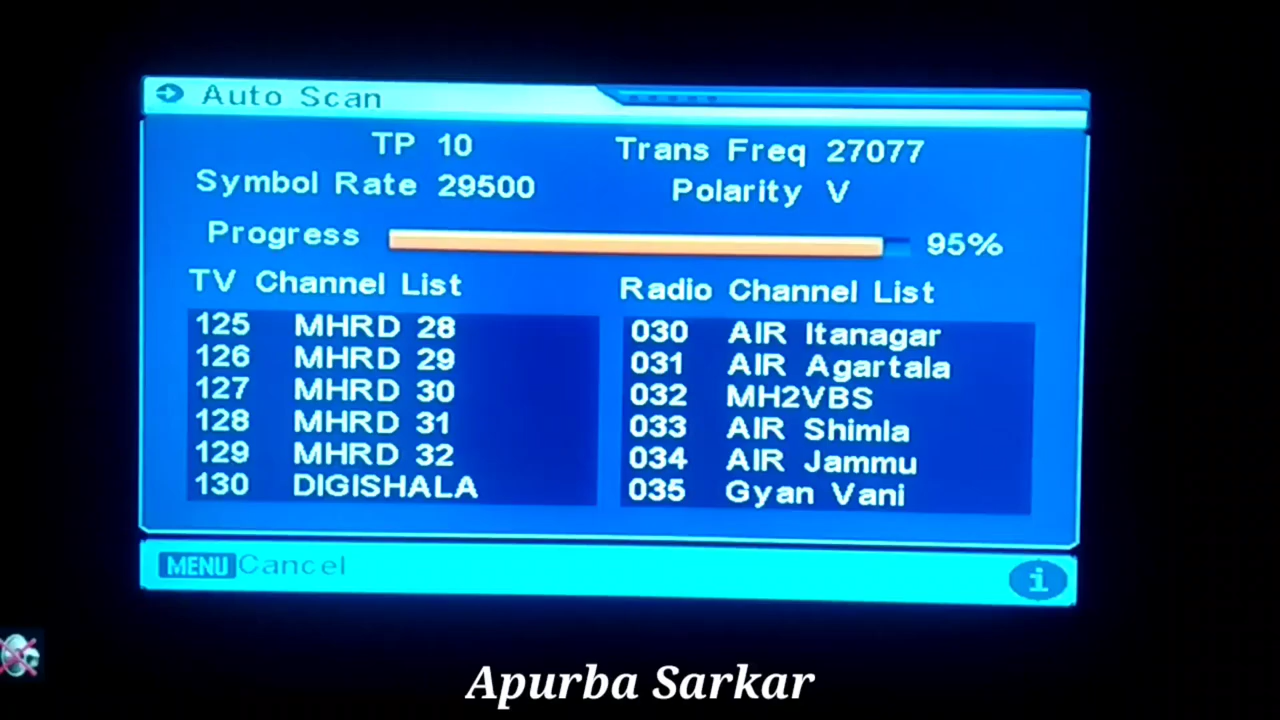 Auto Scan
TP 10 Trans Freq 27077
Symbol Rate 29500 Polarity V
Progress 95%
TV Channel List
125 MHRD 28
126 MHRD 29
127 MHRD 30
128 MHRD 31
129 MHRD 32
130 DIGISHALA
Radio Channel List
030 AIR Itanagar
031 AIR Agartala
032 MH2VBS
033 AIR Shimla
034 AIR Jammu
035 Gyan Vani
MENU Cancel
i
Apurba Sarkar